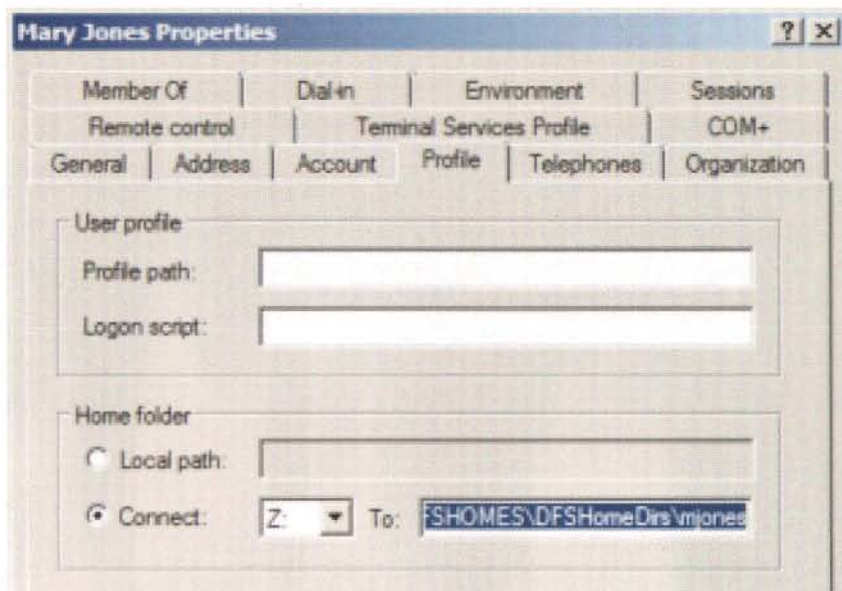 Mary Jones Properties ? X
Member Of Dial-in Environment Sessions
Remote control Terminal Services Profile COM+
General Address Account Profile Telephones Organization
User profile
Profile path:
Logon script:
Home folder
Local path:
Connect: Z: To: FSHOMES\DFSHomeDirs\mjones